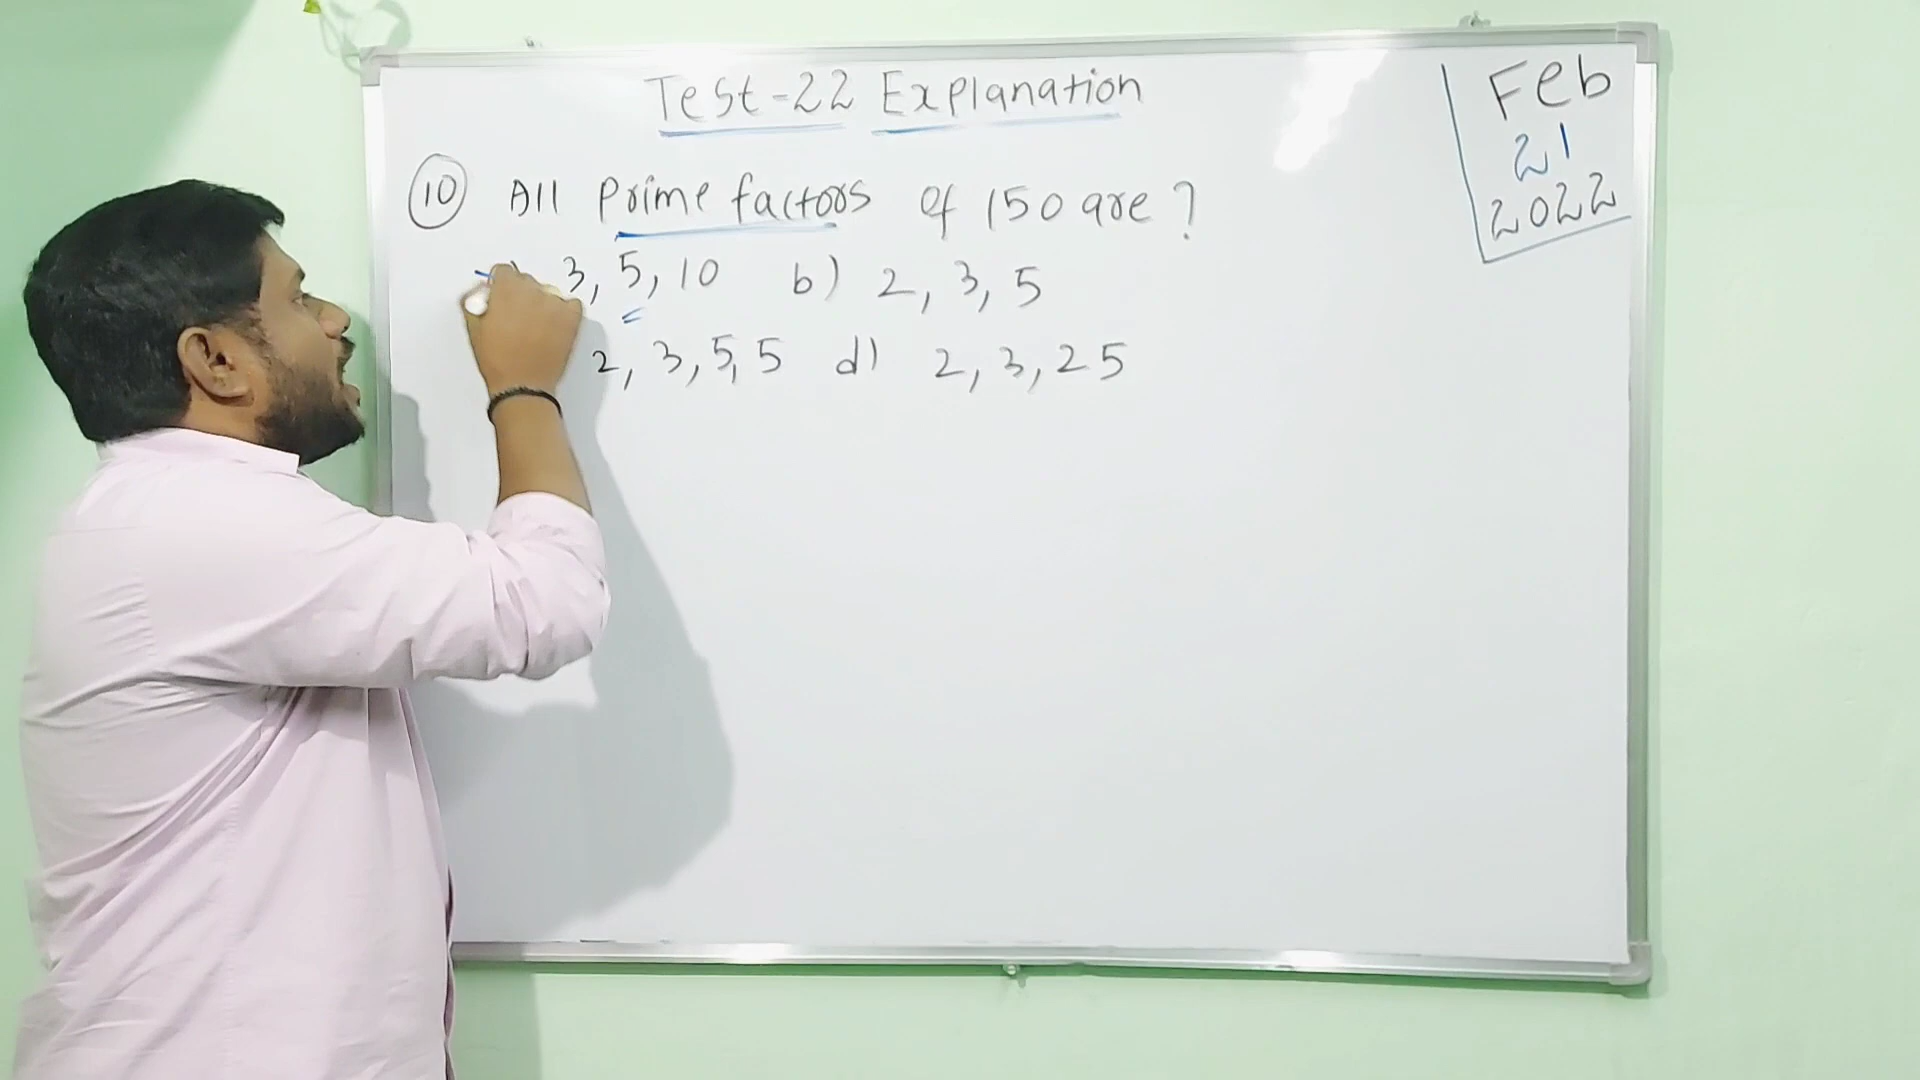 Test-22 Explanation
Feb
21
2022
10 All Prime factors of 150 are?
3, 5, 10 b) 2, 3, 5
2, 3, 5, 5 d) 2, 3, 25